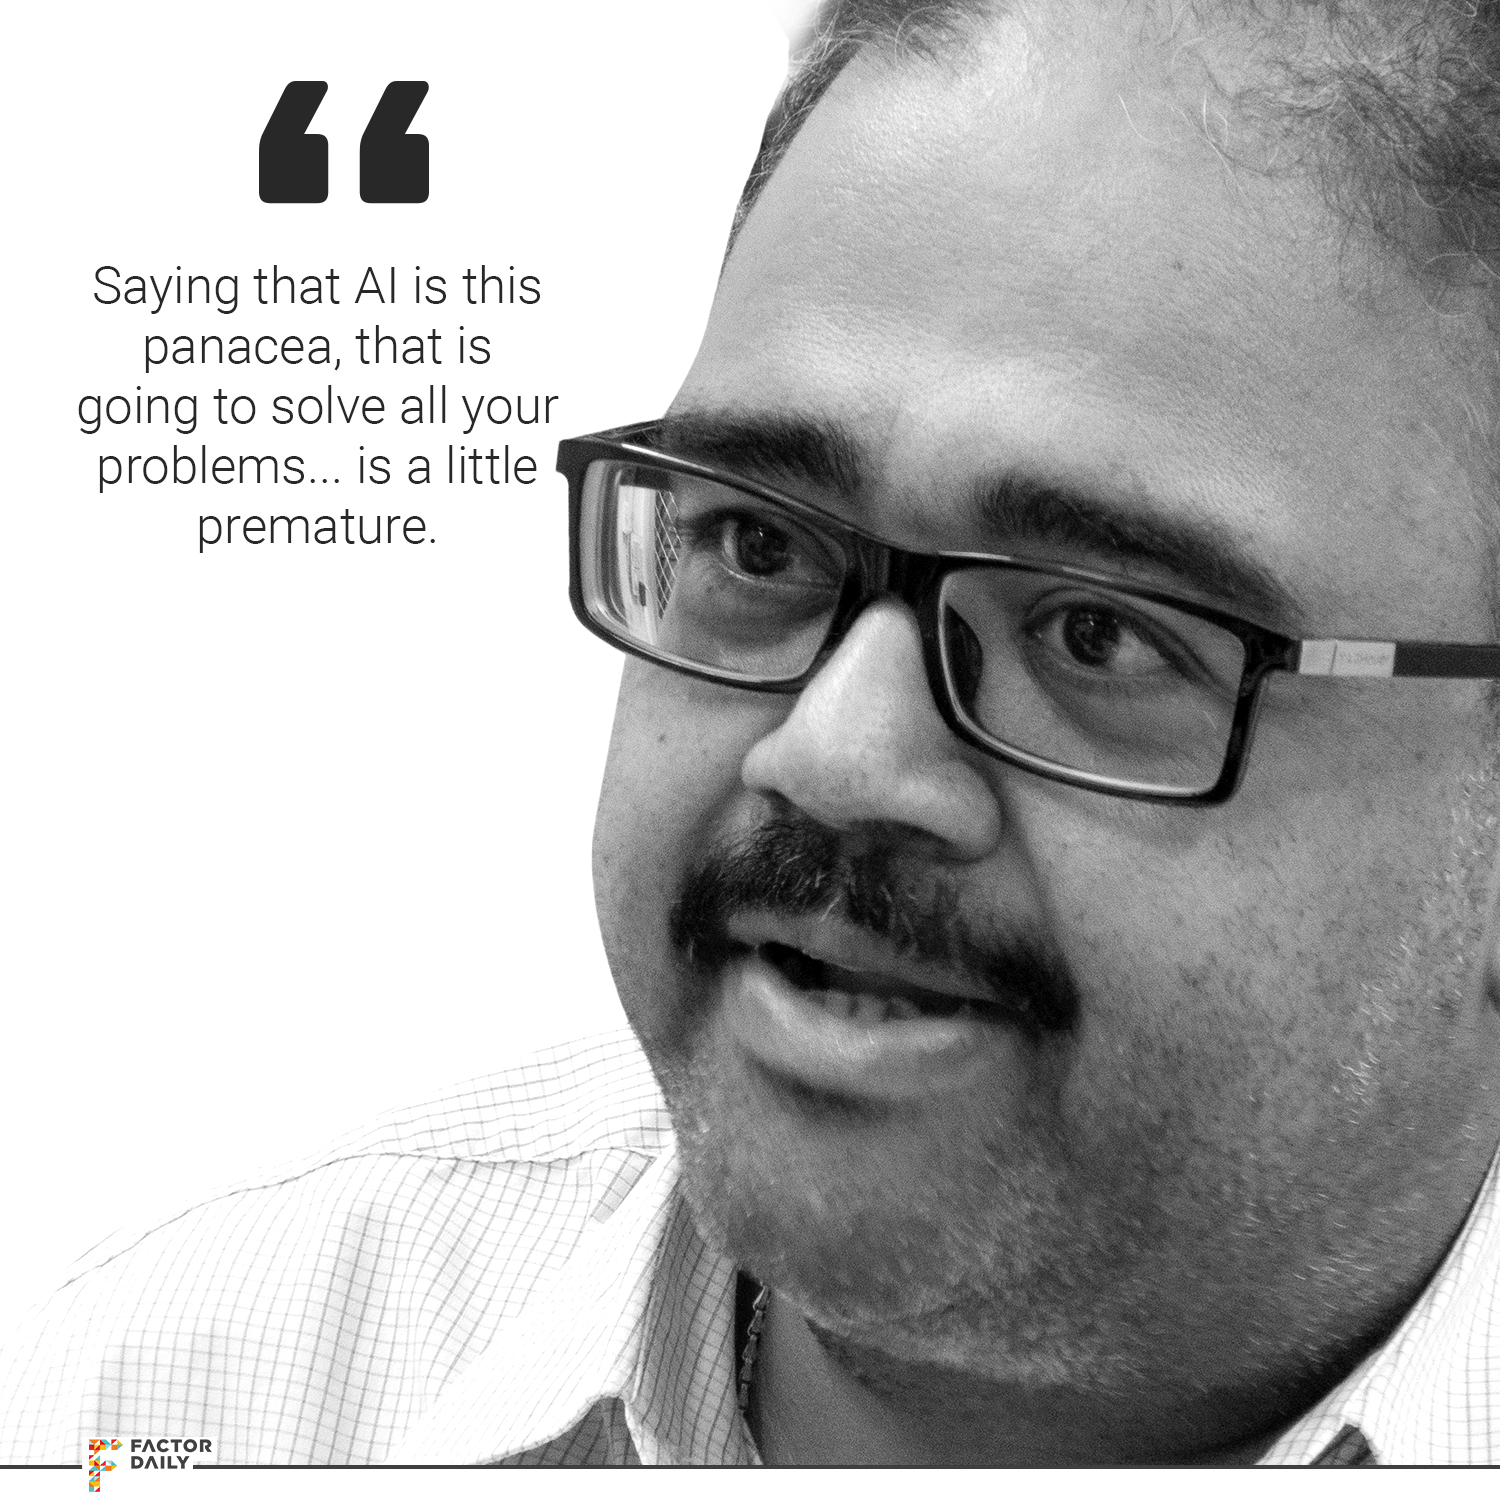 “
Saying that AI is this
panacea, that is
going to solve all your
problems... is a little
premature.
FACTOR
DAILY